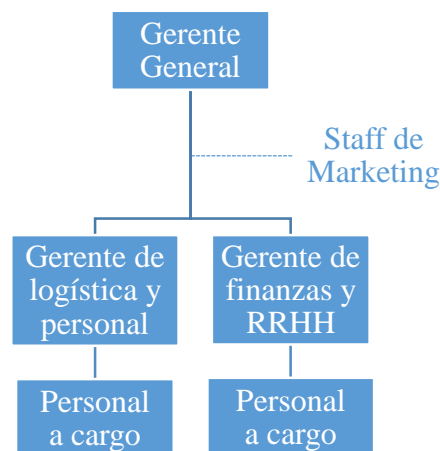 Gerente
General
Staff de
Marketing
Gerente de
logística y
personal
Gerente de
finanzas y
RRHH
Personal
a cargo
Personal
a cargo